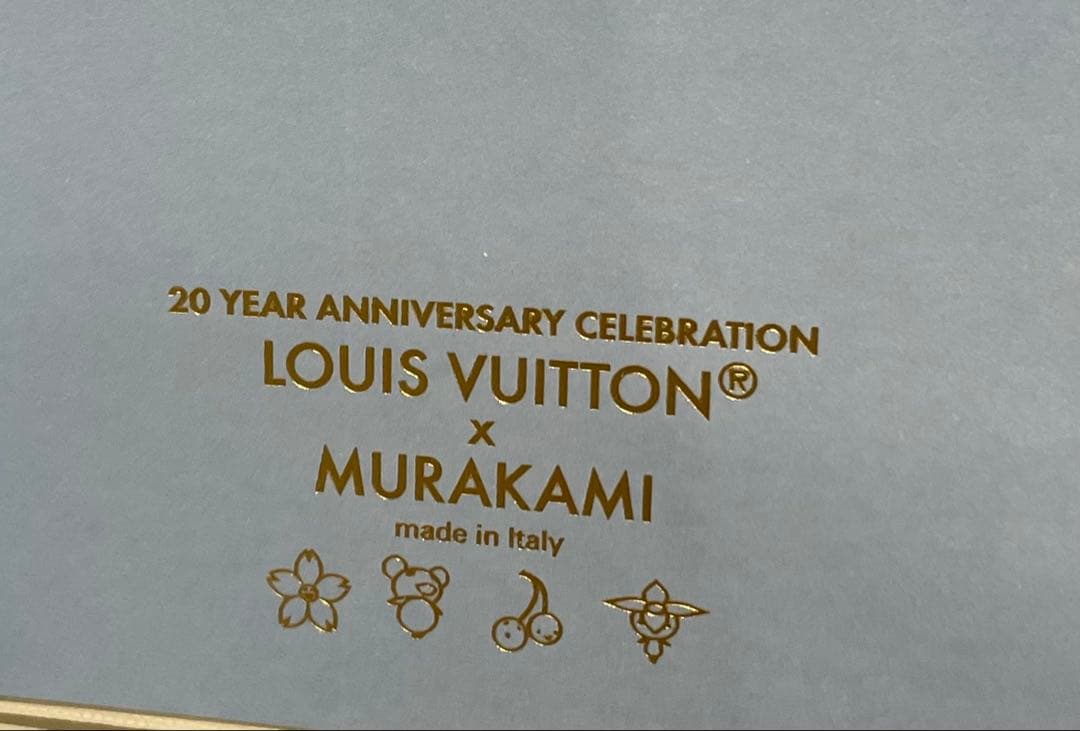 20 YEAR ANNIVERSARY CELEBRATION
LOUIS VUITTON®
x
MURAKAMI
made in Italy